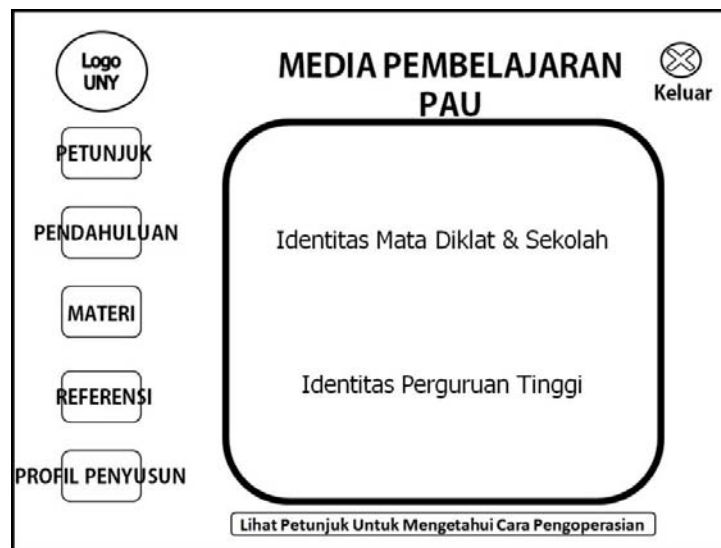 Logo
UNY
MEDIA PEMBELAJARAN
PAU
Keluar
PETUNJUK
PENDAHULUAN
MATERI
REFERENSI
PROFIL PENYUSUN
Identitas Mata Diklat & Sekolah
Identitas Perguruan Tinggi
Lihat Petunjuk Untuk Mengetahui Cara Pengoperasian